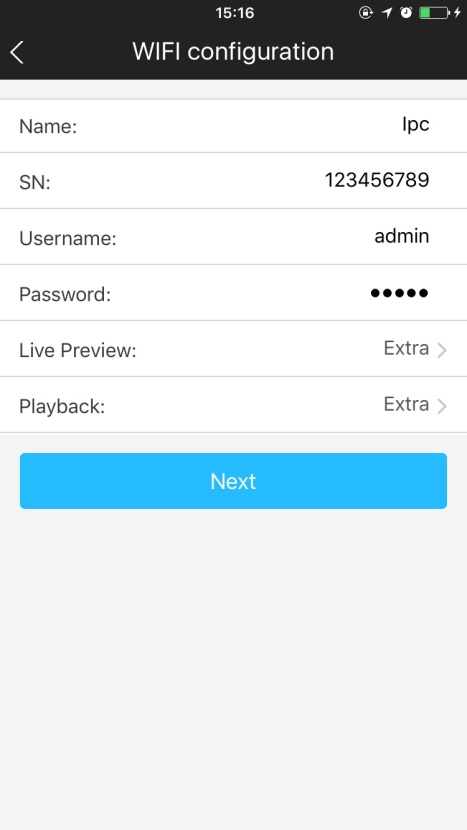 15:16
WIFI configuration
Name: Ipc
SN: 123456789
Username: admin
Password: •••••
Live Preview: Extra
Playback: Extra
Next